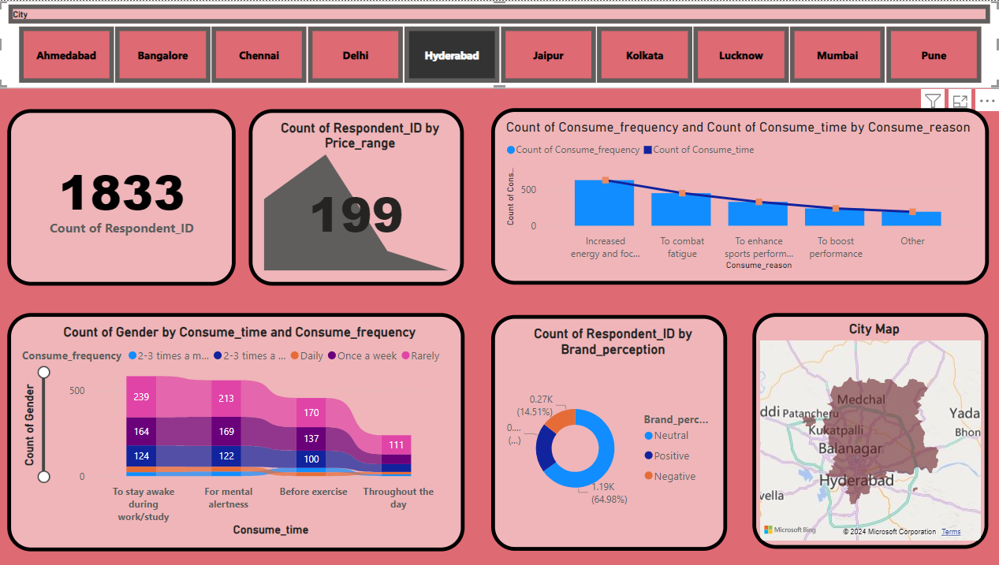 City
Ahmedabad
Bangalore
Chennai
Delhi
Hyderabad
Jaipur
Kolkata
Lucknow
Mumbai
Pune
1833
Count of Respondent_ID
Count of Respondent_ID by
Price_range
199
Count of Consume_frequency and Count of Consume_time by Consume_reason
Count of Consume_frequency Count of Consume_time
Count of Cons...
500
0
Increased
energy and foc...
To combat
fatigue
To enhance
sports perform...
To boost
performance
Other
Consume_reason
Count of Gender by Consume_time and Consume_frequency
Consume_frequency 2-3 times a m... 2-3 times a ... Daily Once a week Rarely
Count of Gender
500
0
239
213
170
111
164
169
137
124
122
100
To stay awake
during
work/study
For mental
alertness
Before exercise
Throughout the
day
Consume_time
Count of Respondent_ID by
Brand_perception
0.27K
(14.51%)
0....
(...)
1.19K
(64.98%)
Brand_perc...
Neutral
Positive
Negative
City Map
Medchal
ddi
Patancheru
Yada
Kukatpalli
Bhon
Balanagar
Hyderabad
vella
Microsoft Bing
© 2024 Microsoft Corporation Terms